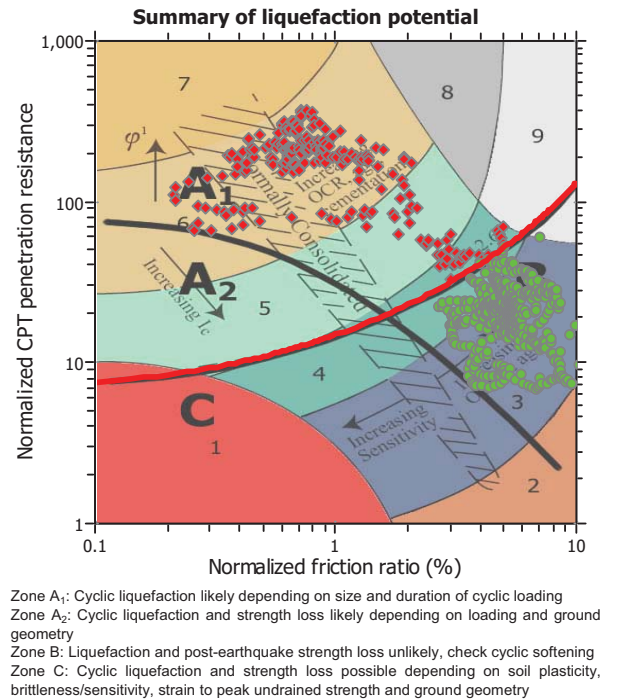 Summary of liquefaction potential
1,000
100
10
1
Normalized CPT penetration resistance
7
8
9
φ¹
A₁
6
A₂
5
4
C
1
3
2
Normally Consolidated
Increasing Ic
Increasing
Sensitivity
OCR,
0.1
1
10
Normalized friction ratio (%)
Zone A₁: Cyclic liquefaction likely depending on size and duration of cyclic loading
Zone A₂: Cyclic liquefaction and strength loss likely depending on loading and ground
geometry
Zone B: Liquefaction and post-earthquake strength loss unlikely, check cyclic softening
Zone C: Cyclic liquefaction and strength loss possible depending on soil plasticity,
brittleness/sensitivity, strain to peak undrained strength and ground geometry